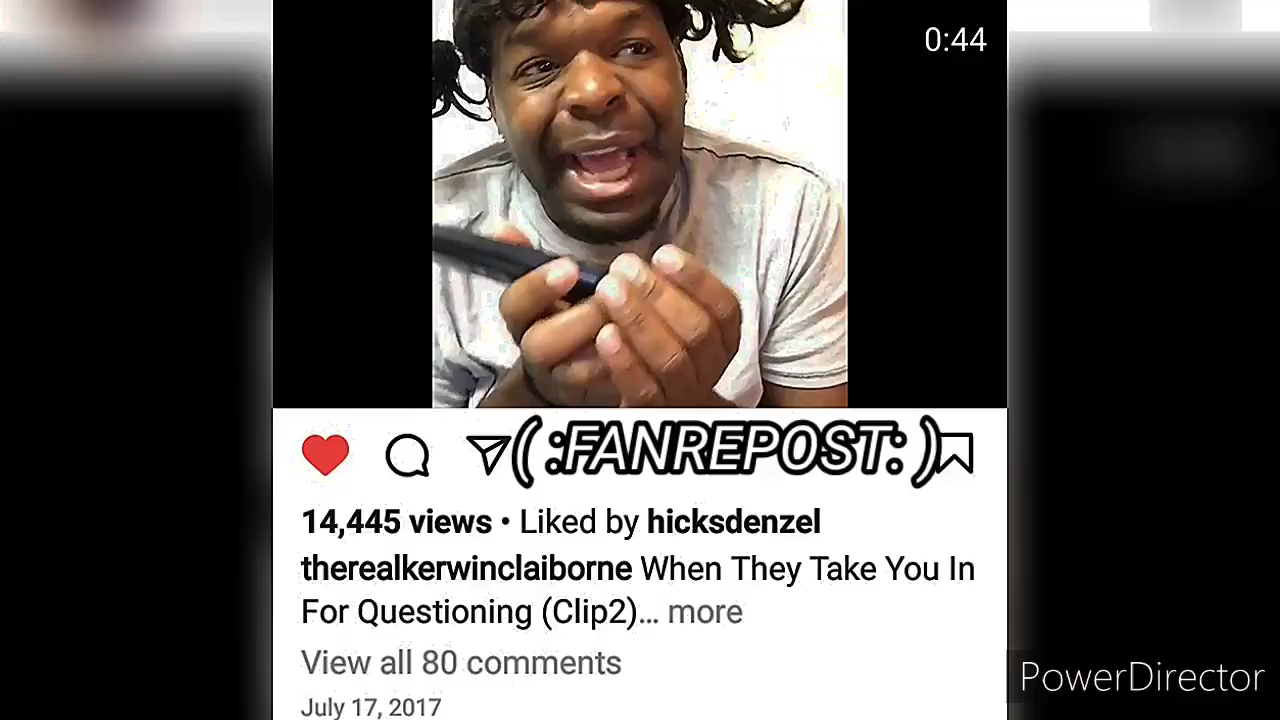 0:44
( :FANREPOST: )
14,445 views • Liked by hicksdenzel
therealkerwinclaiborne When They Take You In
For Questioning (Clip2)... more
View all 80 comments
July 17, 2017
PowerDirector